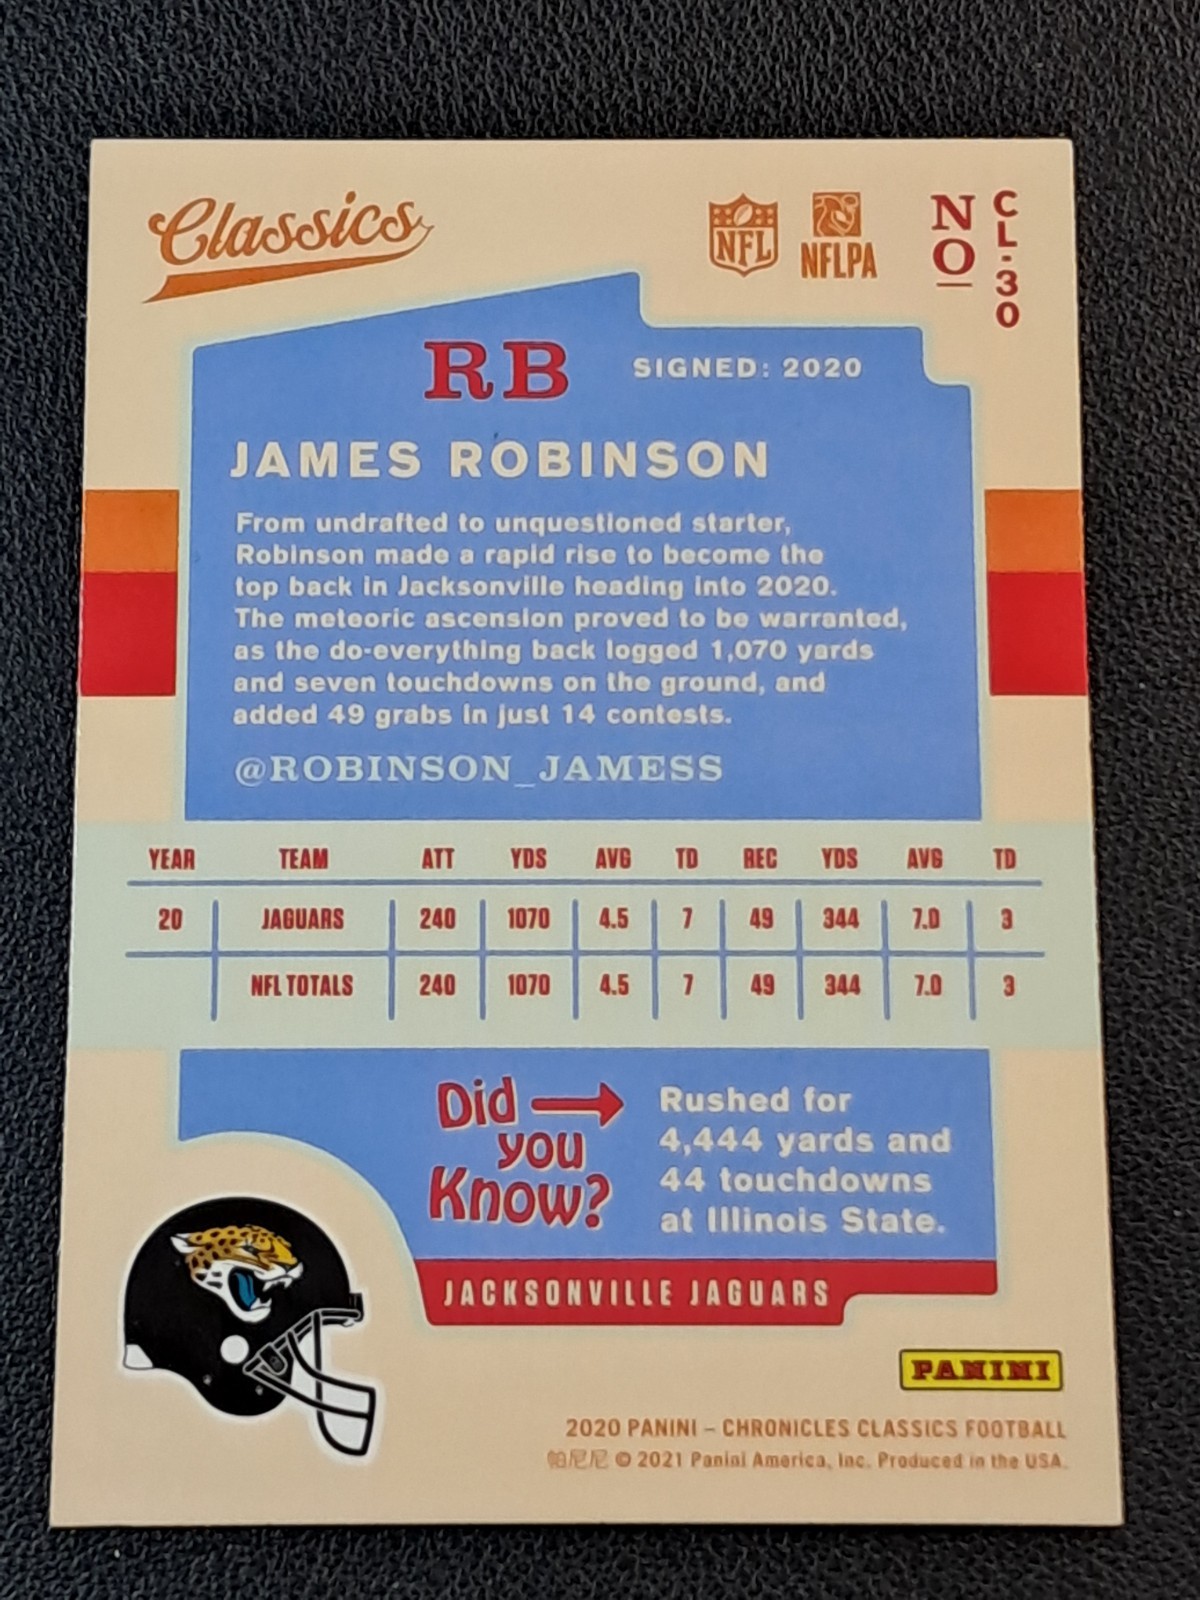 Classics
NFL
NFLPA
NO
CL-30
RB
SIGNED: 2020
JAMES ROBINSON
From undrafted to unquestioned starter,
Robinson made a rapid rise to become the
top back in Jacksonville heading into 2020.
The meteoric ascension proved to be warranted,
as the do-everything back logged 1,070 yards
and seven touchdowns on the ground, and
added 49 grabs in just 14 contests.
@ROBINSON_JAMESS
YEAR TEAM ATT YDS AVG TD REC YDS AVG TD
20 JAGUARS 240 1070 4.5 7 49 344 7.0 3
NFL TOTALS 240 1070 4.5 7 49 344 7.0 3
Did you Know?
Rushed for
4,444 yards and
44 touchdowns
at Illinois State.
JACKSONVILLE JAGUARS
PANINI
2020 PANINI – CHRONICLES CLASSICS FOOTBALL
帕尼尼 © 2021 Panini America, Inc. Produced in the USA.